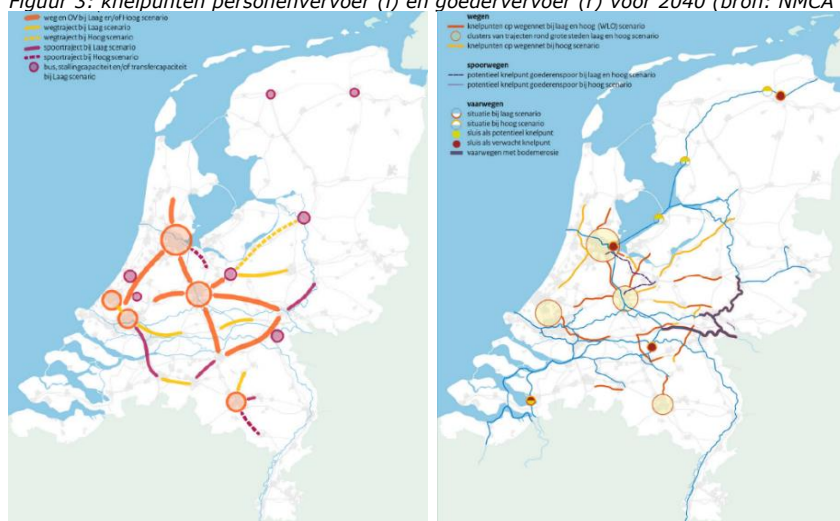 Figuur 3: knelpunten personenvervoer (l) en goedervervoer (r) voor 2040 (bron: NMCA
weg en OV bij Laag en/of Hoog scenario
wegtraject bij Laag scenario
wegtraject bij Hoog scenario
spoortraject bij Laag scenario
spoortraject bij Hoog scenario
bus, stallingcapaciteit en/of transfercapaciteit
bij Laag scenario
wegen
knelpunten op wegennet bij laag en hoog (WLO) scenario
clusters van trajecten rond grote steden laag en hoog scenario
knelpunten op wegennet bij hoog scenario
spoorwegen
potentieel knelpunt goederenspoor bij laag en hoog scenario
potentieel knelpunt goederenspoor bij hoog scenario
vaarwegen
situatie bij laag scenario
situatie bij hoog scenario
sluis als potentieel knelpunt
sluis als verwacht knelpunt
vaarwegen met bodemerosie